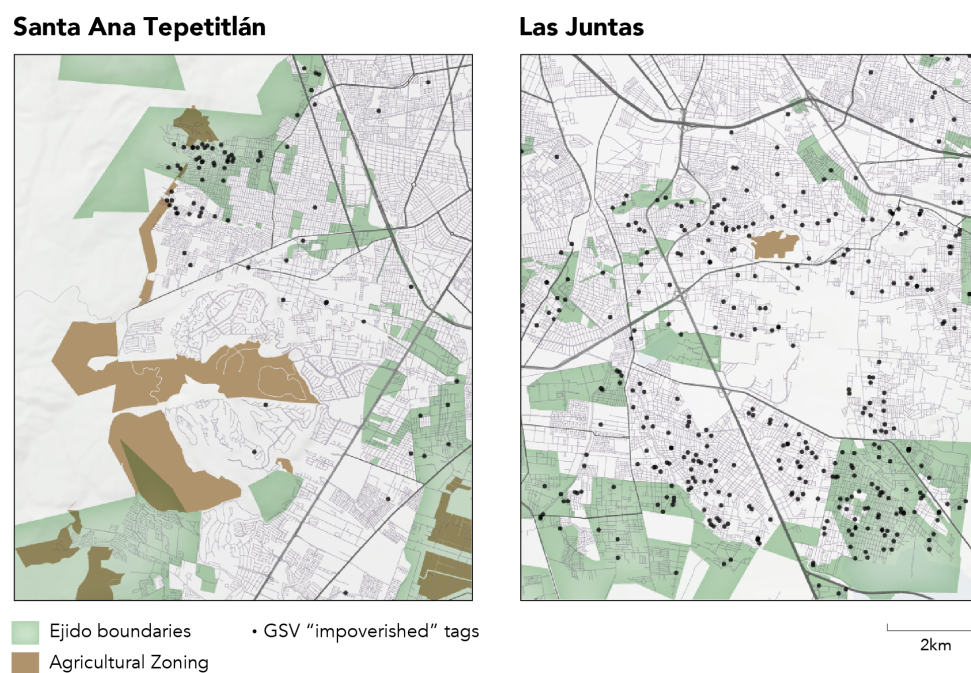 Santa Ana Tepetitlán
Las Juntas
Ejido boundaries
• GSV “impoverished” tags
Agricultural Zoning
2km